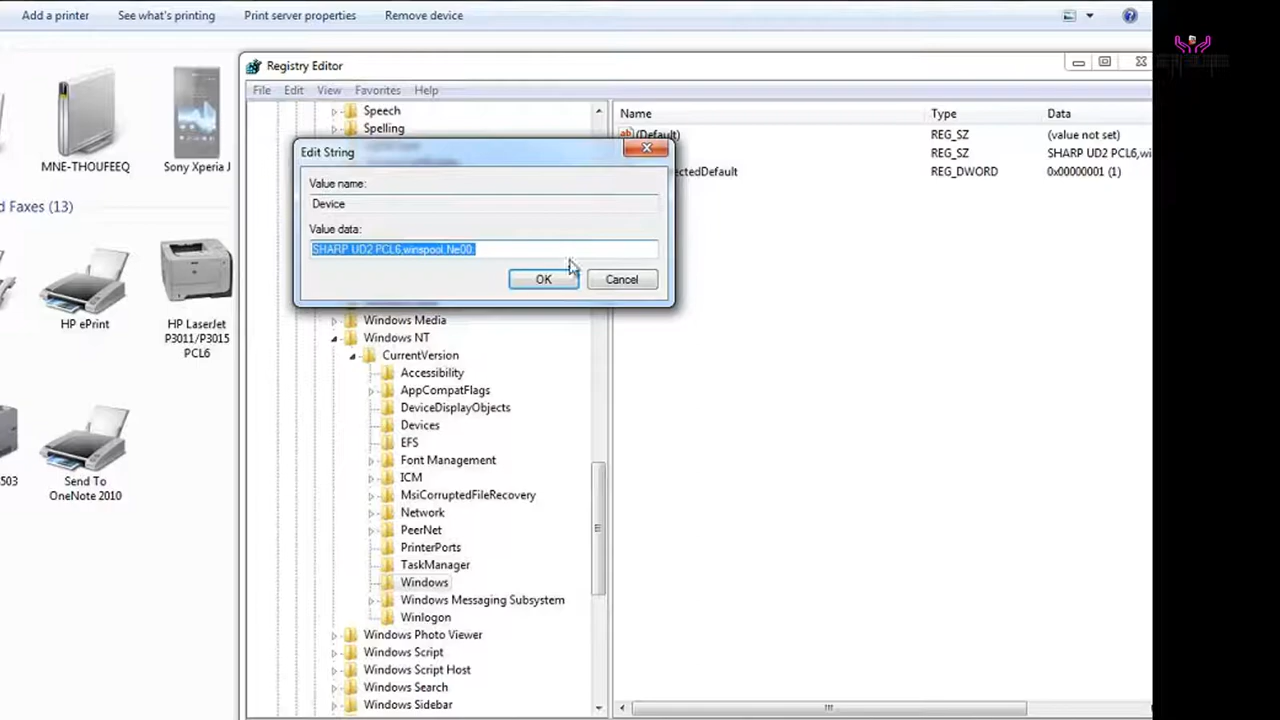 Add a printer
See what's printing
Print server properties
Remove device
MNE-THOUFEEQ
Sony Xperia J
d Faxes (13)
HP ePrint
HP LaserJet
P3011/P3015
PCL6
503
Send To
OneNote 2010
Registry Editor
File Edit View Favorites Help
Speech
Spelling
Edit String
Value name:
Device
Value data:
SHARP UD2 PCL6,winspool,Ne00:
OK
Cancel
Windows Media
Windows NT
CurrentVersion
Accessibility
AppCompatFlags
DeviceDisplayObjects
Devices
EFS
Font Management
ICM
MsiCorruptedFileRecovery
Network
PeerNet
PrinterPorts
TaskManager
Windows
Windows Messaging Subsystem
Winlogon
Windows Photo Viewer
Windows Script
Windows Script Host
Windows Search
Windows Sidebar
Name Type Data
(Default) REG_SZ (value not set)
REG_SZ SHARP UD2 PCL6,wi
ectedDefault REG_DWORD 0x00000001 (1)